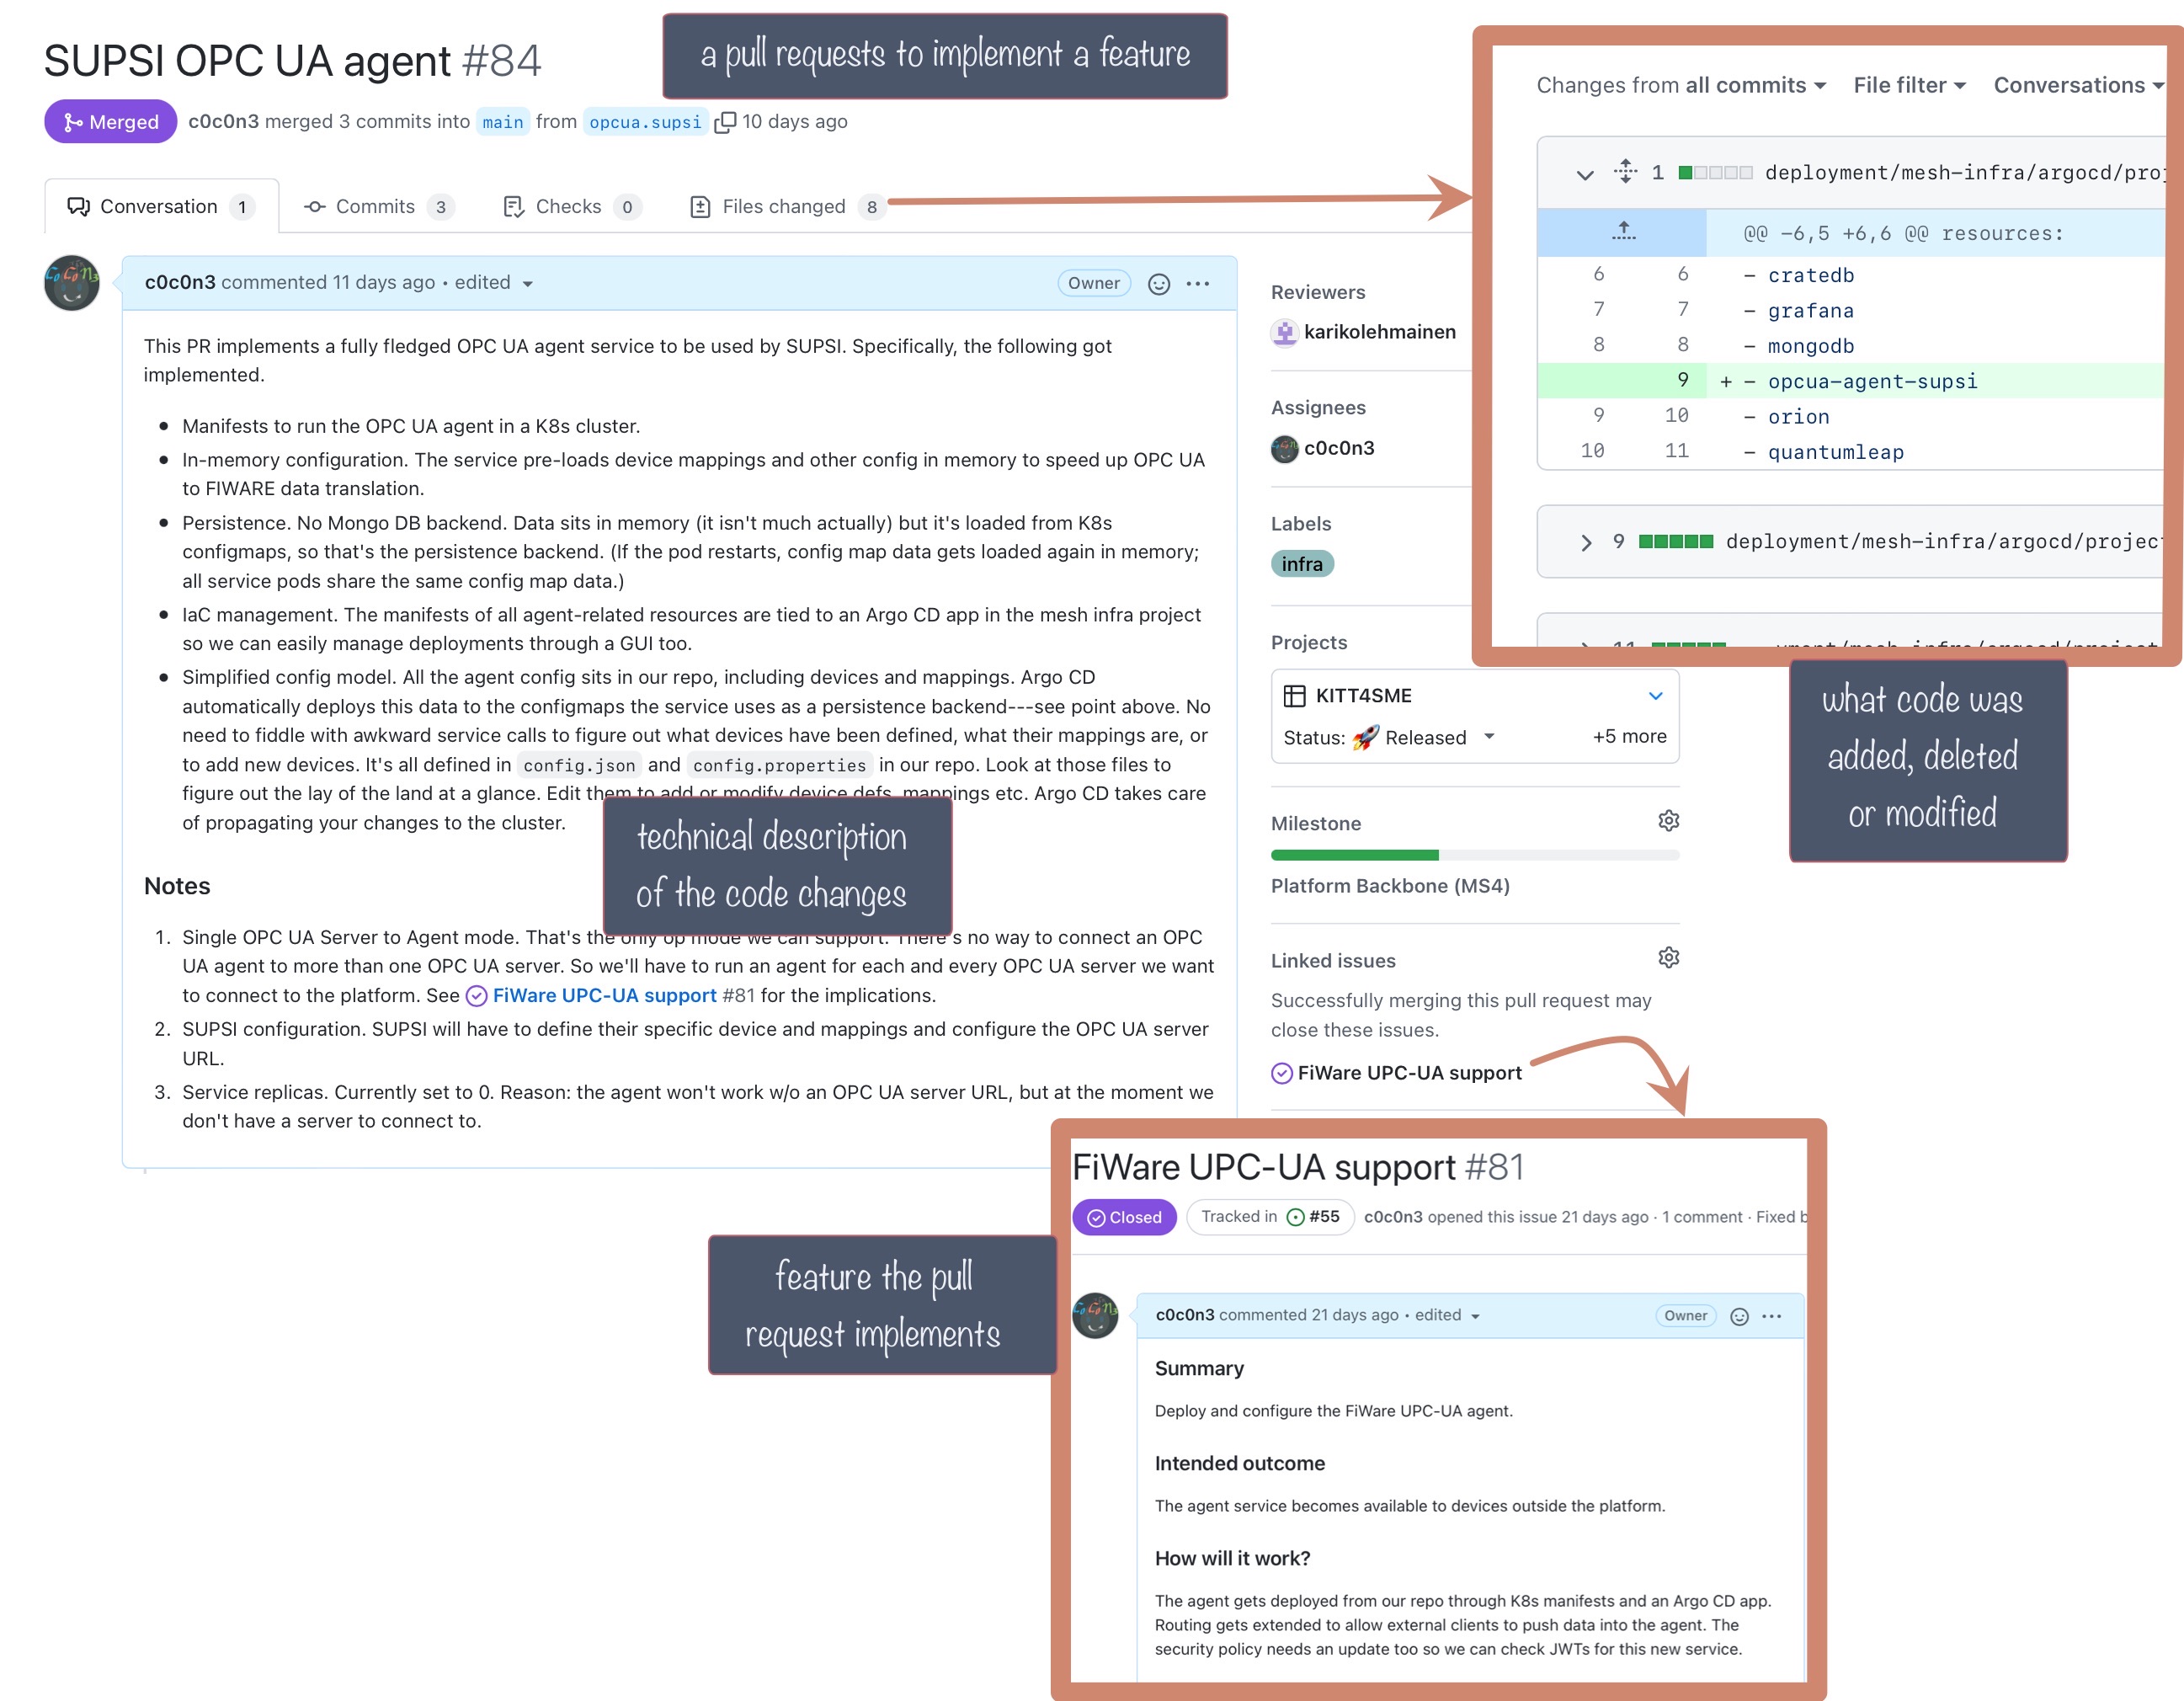 SUPSI OPC UA agent #84
a pull requests to implement a feature
Merged c0c0n3 merged 3 commits into main from opcua.supsi 10 days ago
Conversation 1 Commits 3 Checks 0 Files changed 8
c0c0n3 commented 11 days ago • edited Owner
This PR implements a fully fledged OPC UA agent service to be used by SUPSI. Specifically, the following got
implemented.
• Manifests to run the OPC UA agent in a K8s cluster.
• In-memory configuration. The service pre-loads device mappings and other config in memory to speed up OPC UA
to FIWARE data translation.
• Persistence. No Mongo DB backend. Data sits in memory (it isn't much actually) but it's loaded from K8s
configmaps, so that's the persistence backend. (If the pod restarts, config map data gets loaded again in memory;
all service pods share the same config map data.)
• IaC management. The manifests of all agent-related resources are tied to an Argo CD app in the mesh infra project
so we can easily manage deployments through a GUI too.
• Simplified config model. All the agent config sits in our repo, including devices and mappings. Argo CD
automatically deploys this data to the configmaps the service uses as a persistence backend---see point above. No
need to fiddle with awkward service calls to figure out what devices have been defined, what their mappings are, or
to add new devices. It's all defined in config.json and config.properties in our repo. Look at those files to
figure out the lay of the land at a glance. Edit them to add or modify device defs, mappings etc. Argo CD takes care
of propagating your changes to the cluster.
technical description
of the code changes
Notes
1. Single OPC UA Server to Agent mode. That's the only op mode we can support. There's no way to connect an OPC
UA agent to more than one OPC UA server. So we'll have to run an agent for each and every OPC UA server we want
to connect to the platform. See FiWare UPC-UA support #81 for the implications.
2. SUPSI configuration. SUPSI will have to define their specific device and mappings and configure the OPC UA server
URL.
3. Service replicas. Currently set to 0. Reason: the agent won't work w/o an OPC UA server URL, but at the moment we
don't have a server to connect to.
Reviewers
karikolehmainen
Assignees
c0c0n3
Labels
infra
Projects
KITT4SME
Status: 🚀 Released +5 more
Milestone
Platform Backbone (MS4)
Linked issues
Successfully merging this pull request may
close these issues.
FiWare UPC-UA support
Changes from all commits File filter Conversations
1 deployment/mesh-infra/argocd/proj
@@ -6,5 +6,6 @@ resources:
6 6 - cratedb
7 7 - grafana
8 8 - mongodb
9 + - opcua-agent-supsi
9 10 - orion
10 11 - quantumleap
9 deployment/mesh-infra/argocd/project
11 yment/mesh-infra/argocd/project
what code was
added, deleted
or modified
feature the pull
request implements
FiWare UPC-UA support #81
Closed Tracked in #55 c0c0n3 opened this issue 21 days ago · 1 comment · Fixed b
c0c0n3 commented 21 days ago • edited Owner
Summary
Deploy and configure the FiWare UPC-UA agent.
Intended outcome
The agent service becomes available to devices outside the platform.
How will it work?
The agent gets deployed from our repo through K8s manifests and an Argo CD app.
Routing gets extended to allow external clients to push data into the agent. The
security policy needs an update too so we can check JWTs for this new service.